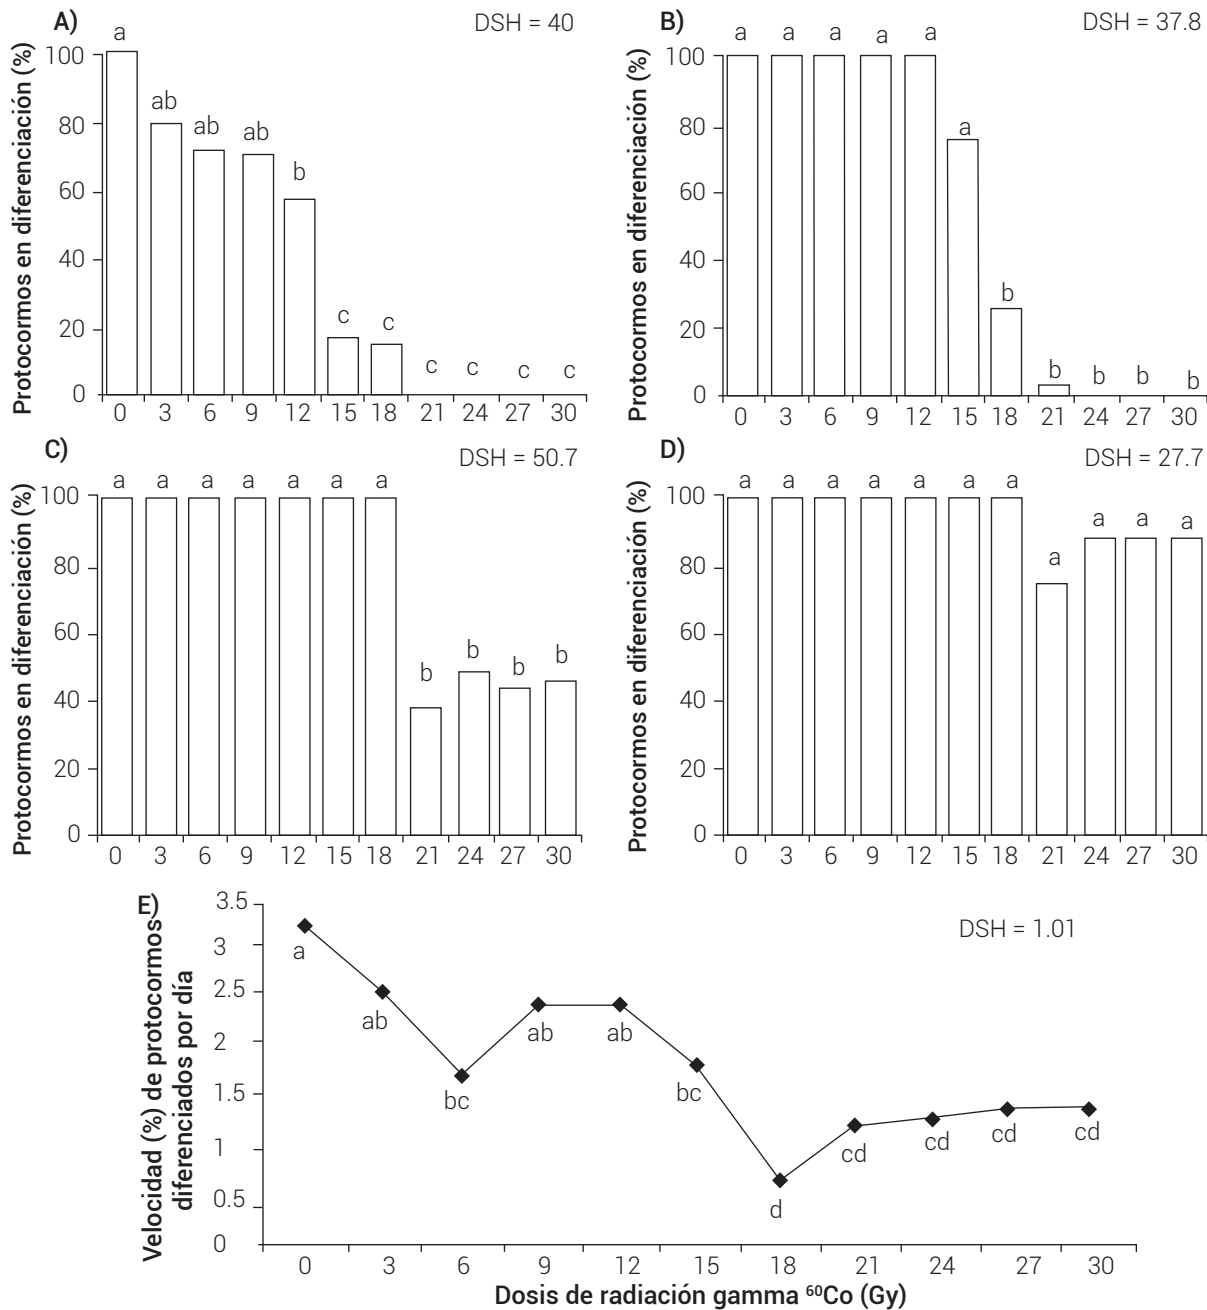 A)
DSH = 40
Protocormos en diferenciación (%)
100
80
60
40
20
0
a
ab
ab
ab
b
c
c
c
c
c
c
0 3 6 9 12 15 18 21 24 27 30
B)
DSH = 37.8
Protocormos en diferenciación (%)
100
80
60
40
20
0
a a a a a
a
b
b
b
b
b
0 3 6 9 12 15 18 21 24 27 30
C)
DSH = 50.7
Protocormos en diferenciación (%)
100
80
60
40
20
0
a a a a a a a
b
b
b
b
0 3 6 9 12 15 18 21 24 27 30
D)
DSH = 27.7
Protocormos en diferenciación (%)
100
80
60
40
20
0
a a a a a a a
a
a
a
a
0 3 6 9 12 15 18 21 24 27 30
E)
DSH = 1.01
Velocidad (%) de protocormos
diferenciados por día
3.5
3
2.5
2
1.5
1
0.5
0
a
ab
bc
ab
ab
bc
d
cd
cd
cd
cd
0 3 6 9 12 15 18 21 24 27 30
Dosis de radiación gamma ⁶⁰Co (Gy)